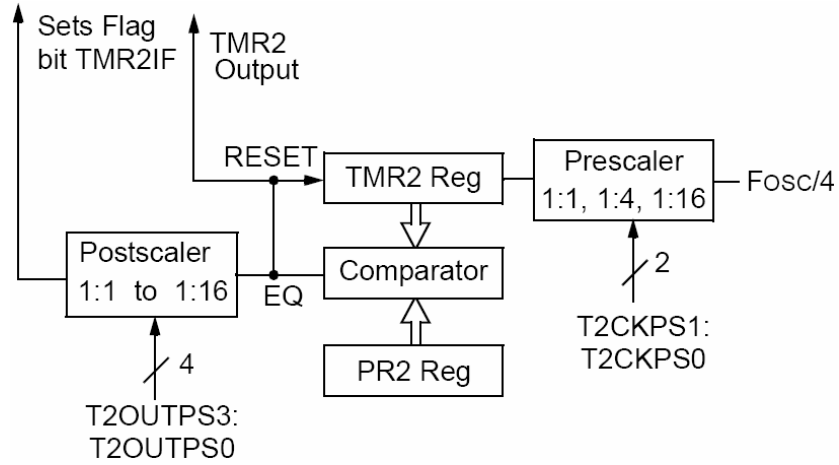 Sets Flag
bit TMR2IF
TMR2
Output
RESET
TMR2 Reg
Prescaler
1:1, 1:4, 1:16
FOSC/4
Postscaler
1:1 to 1:16
EQ
Comparator
2
T2CKPS1:
T2CKPS0
PR2 Reg
4
T2OUTPS3:
T2OUTPS0